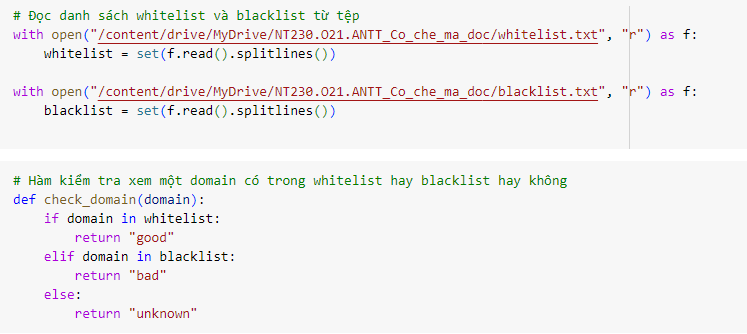 # Đọc danh sách whitelist và blacklist từ tệp
with open("/content/drive/MyDrive/NT230.O21.ANTT_Co_che_ma_doc/whitelist.txt", "r") as f:
    whitelist = set(f.read().splitlines())

with open("/content/drive/MyDrive/NT230.O21.ANTT_Co_che_ma_doc/blacklist.txt", "r") as f:
    blacklist = set(f.read().splitlines())

# Hàm kiểm tra xem một domain có trong whitelist hay blacklist hay không
def check_domain(domain):
    if domain in whitelist:
        return "good"
    elif domain in blacklist:
        return "bad"
    else:
        return "unknown"